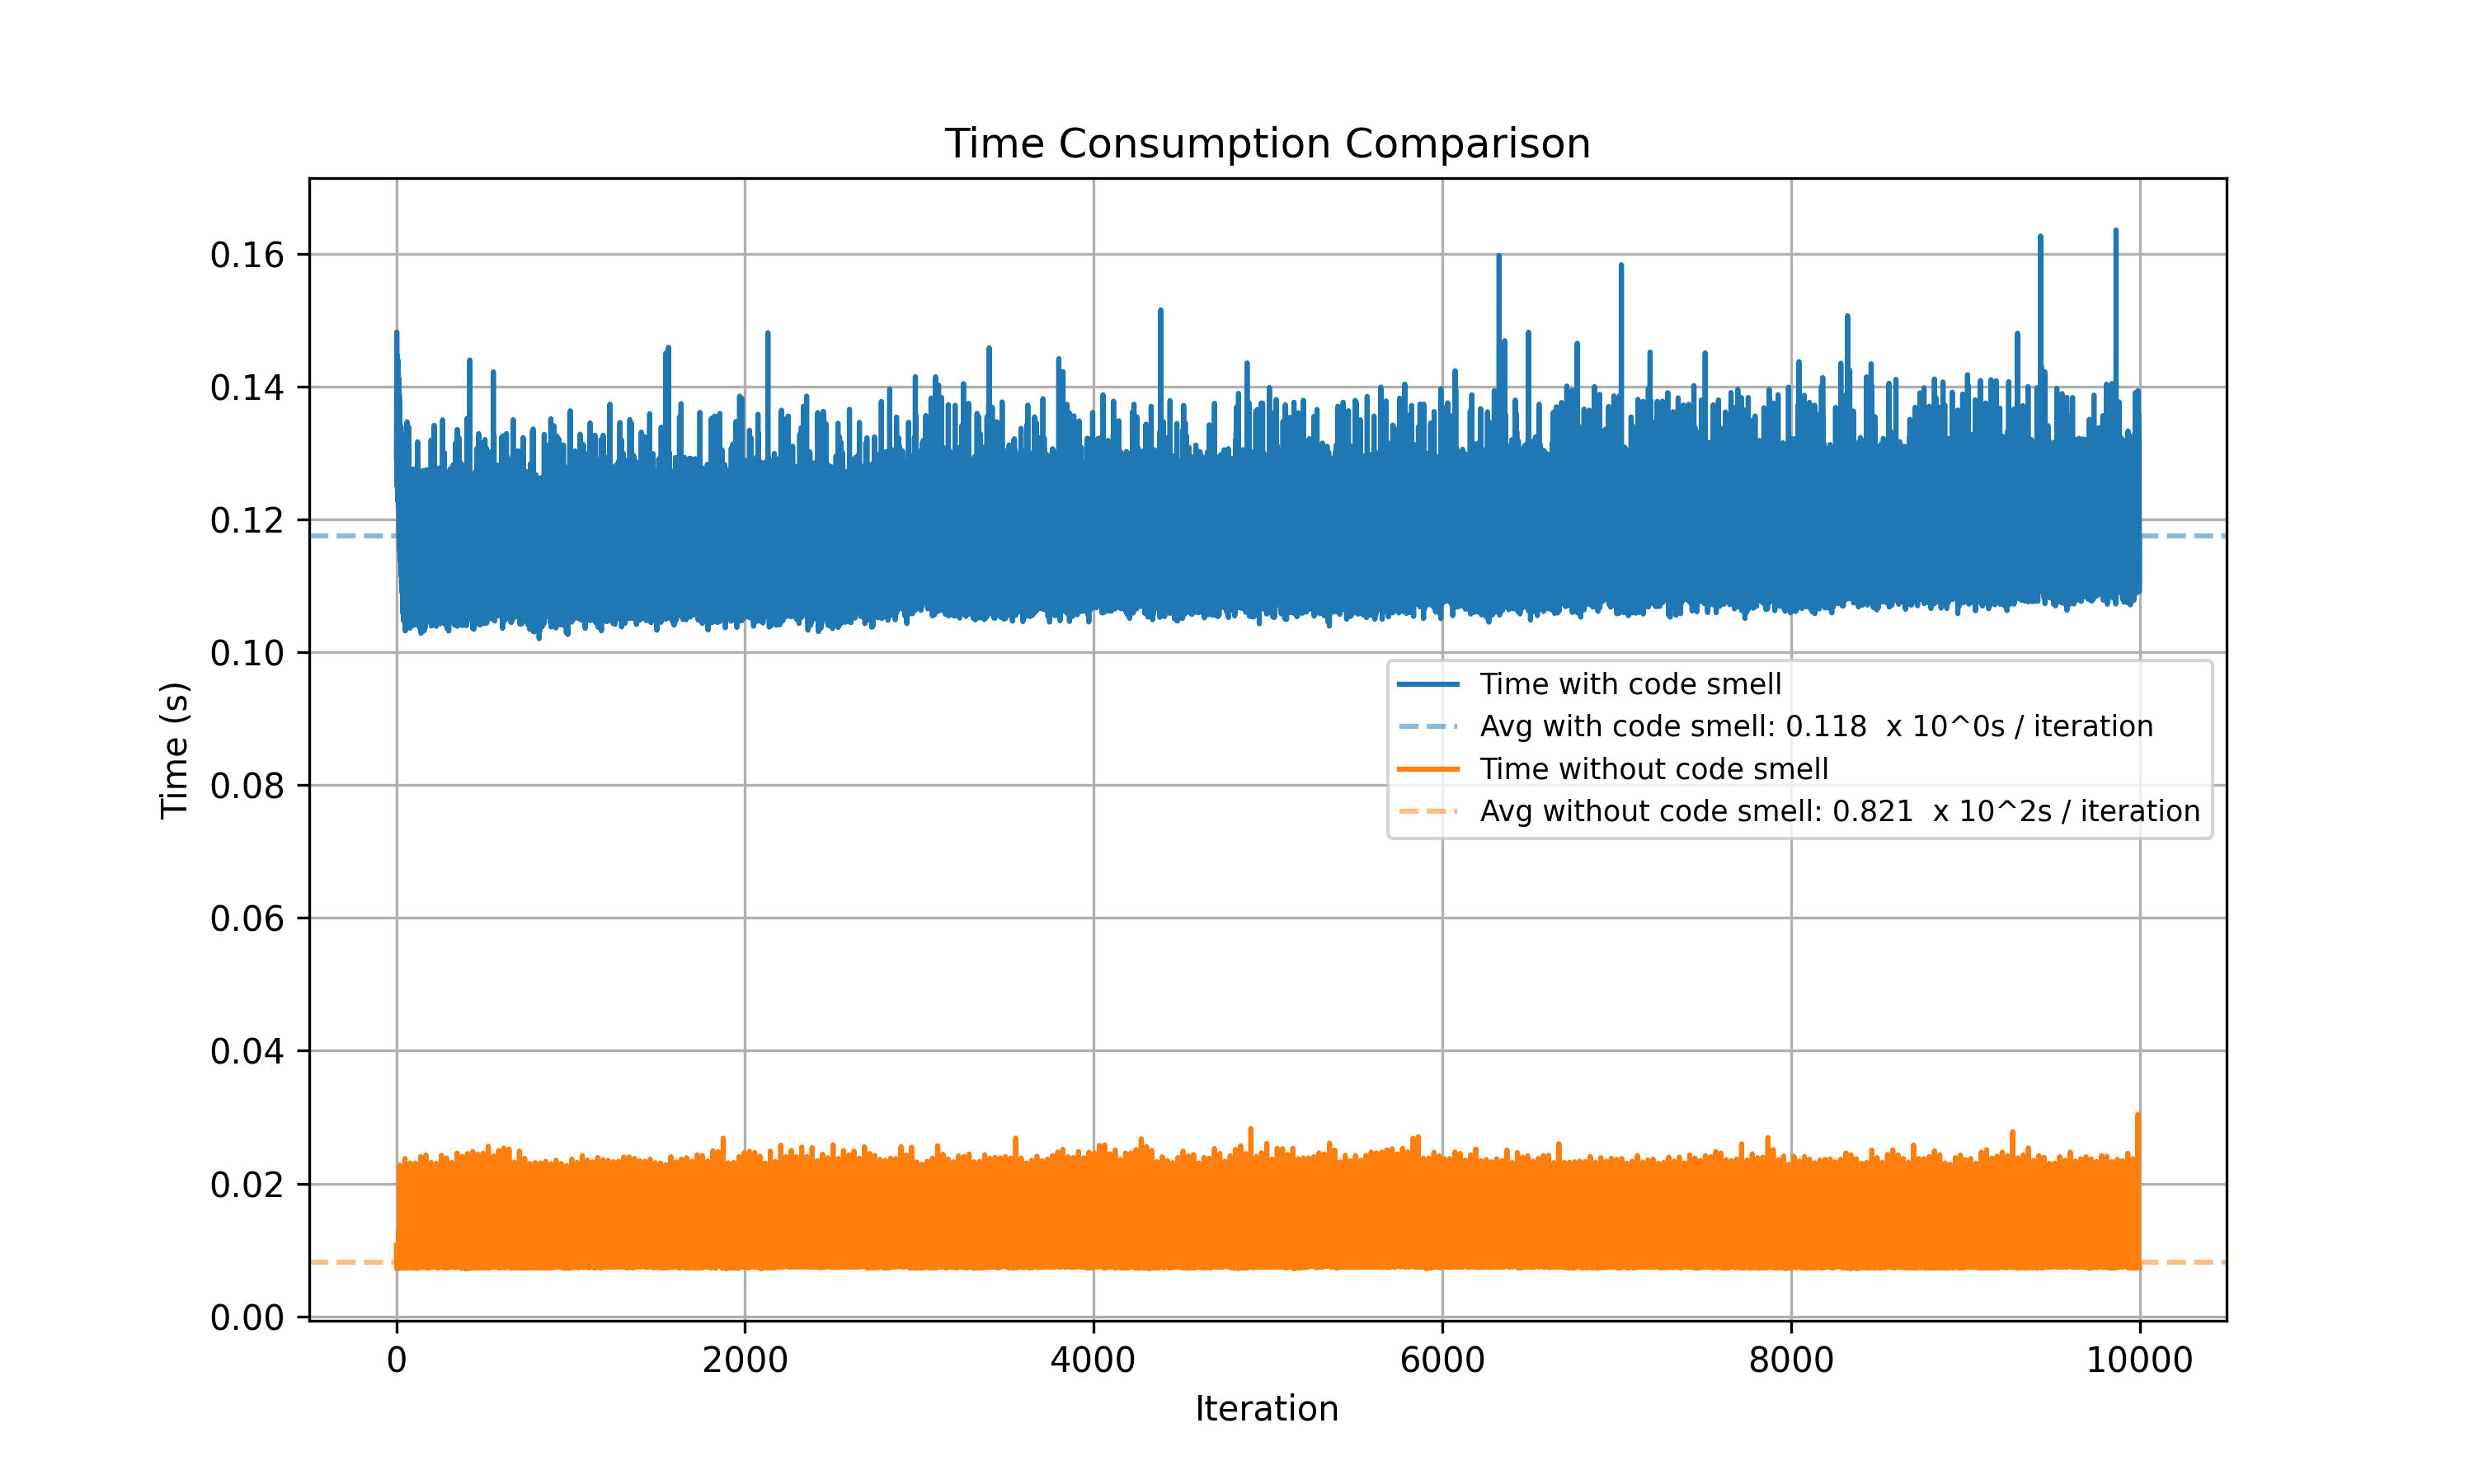 Time Consumption Comparison
0.16
0.14
0.12
0.10
0.08
0.06
0.04
0.02
0.00
Time (s)
Time with code smell
Avg with code smell: 0.118  x 10^0s / iteration
Time without code smell
Avg without code smell: 0.821  x 10^2s / iteration
0 2000 4000 6000 8000 10000
Iteration